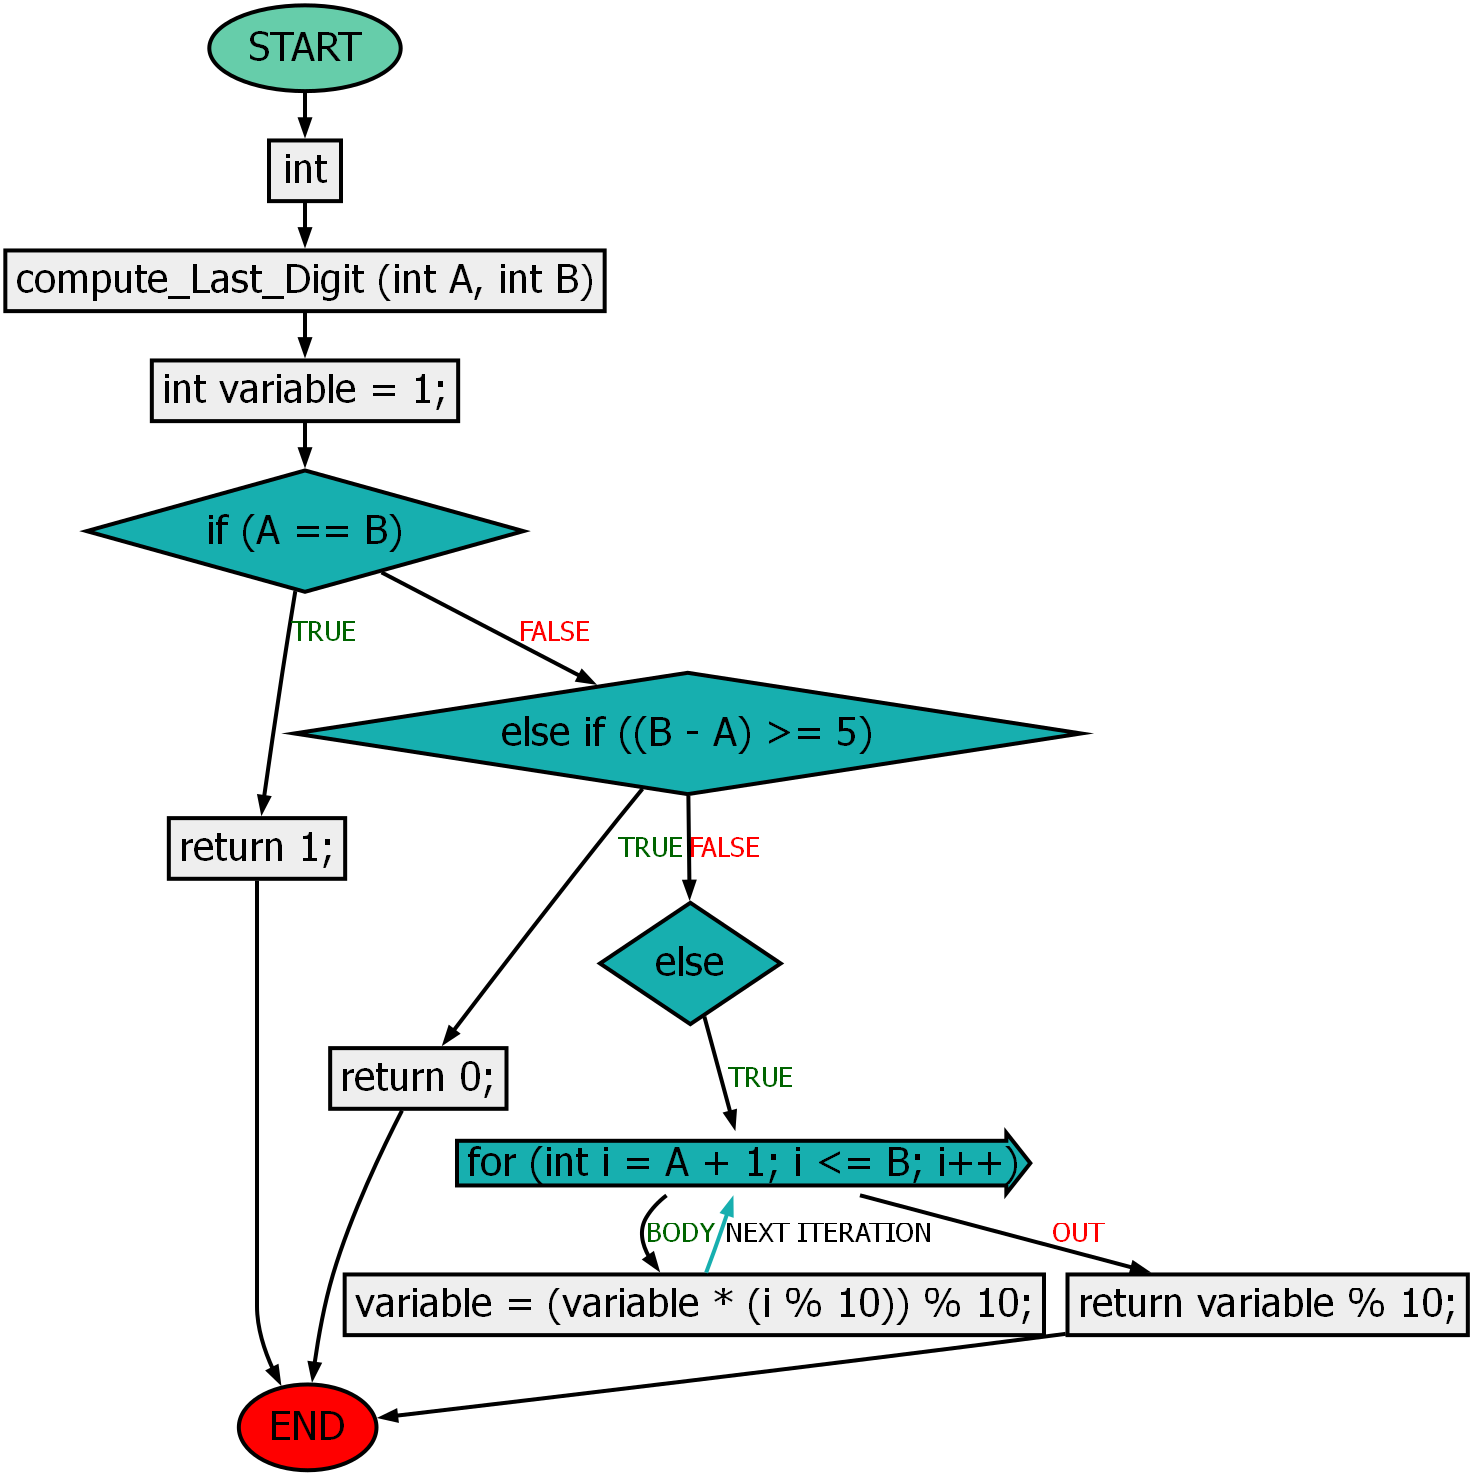 START
int
compute_Last_Digit (int A, int B)
int variable = 1;
if (A == B)
TRUE
FALSE
else if ((B - A) >= 5)
return 1;
TRUE
FALSE
else
return 0;
TRUE
for (int i = A + 1; i <= B; i++)
BODY
NEXT ITERATION
OUT
variable = (variable * (i % 10)) % 10;
return variable % 10;
END